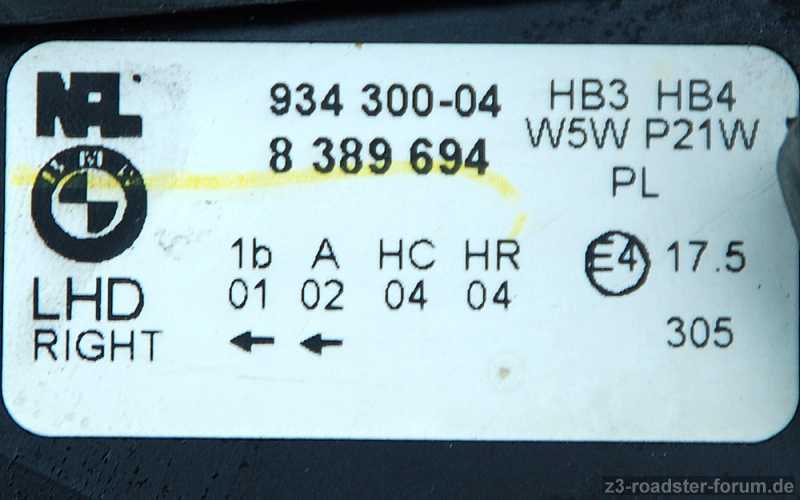 NAL
934 300-04
8 389 694
HB3 HB4
W5W P21W
PL
BMW
1b A HC HR
01 02 04 04
E4 17.5
LHD
RIGHT
305
z3-roadster-forum.de